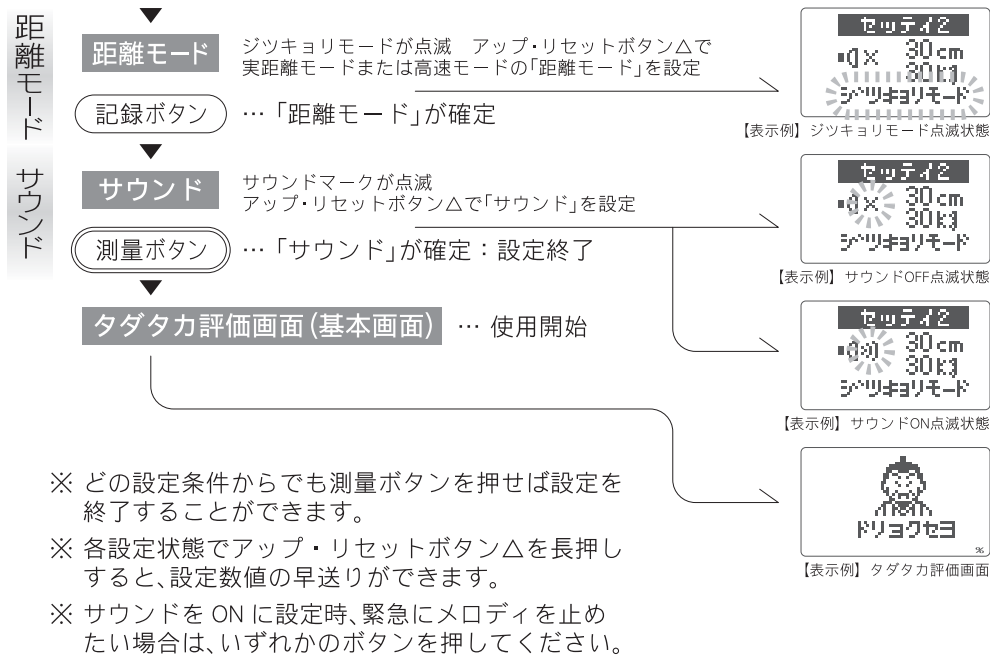 距離モード
▼
距離モード
ジツキョリモードが点滅　アップ・リセットボタン△で
実距離モードまたは高速モードの「距離モード」を設定
記録ボタン … 「距離モード」が確定
セッテイ2
× 30cm
30kg
ジツキョリモード
【表示例】 ジツキョリモード点滅状態
サウンド
▼
サウンド
サウンドマークが点滅
アップ・リセットボタン△で「サウンド」を設定
測量ボタン … 「サウンド」が確定：設定終了
セッテイ2
× 30cm
30kg
ジツキョリモード
【表示例】 サウンドOFF点滅状態
▼
タダタカ評価画面(基本画面) … 使用開始
セッテイ2
30cm
30kg
ジツキョリモード
【表示例】 サウンドON点滅状態
ドリョクセヨ
%
【表示例】 タダタカ評価画面
※ どの設定条件からでも測量ボタンを押せば設定を
終了することができます。
※ 各設定状態でアップ・リセットボタン△を長押し
すると、設定数値の早送りができます。
※ サウンドを ON に設定時、緊急にメロディを止め
たい場合は、いずれかのボタンを押してください。